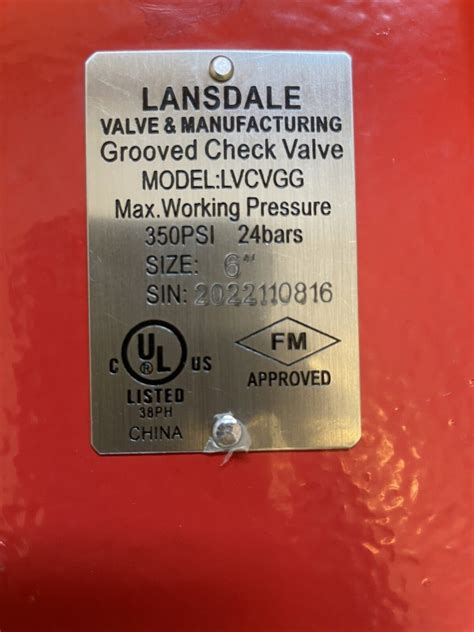 LANSDALE
VALVE & MANUFACTURING
Grooved Check Valve
MODEL:LVCVGG
Max.Working Pressure
350PSI 24bars
SIZE: 6"
SIN: 2022110816
C UL ® US
LISTED
38PH
CHINA
FM
APPROVED